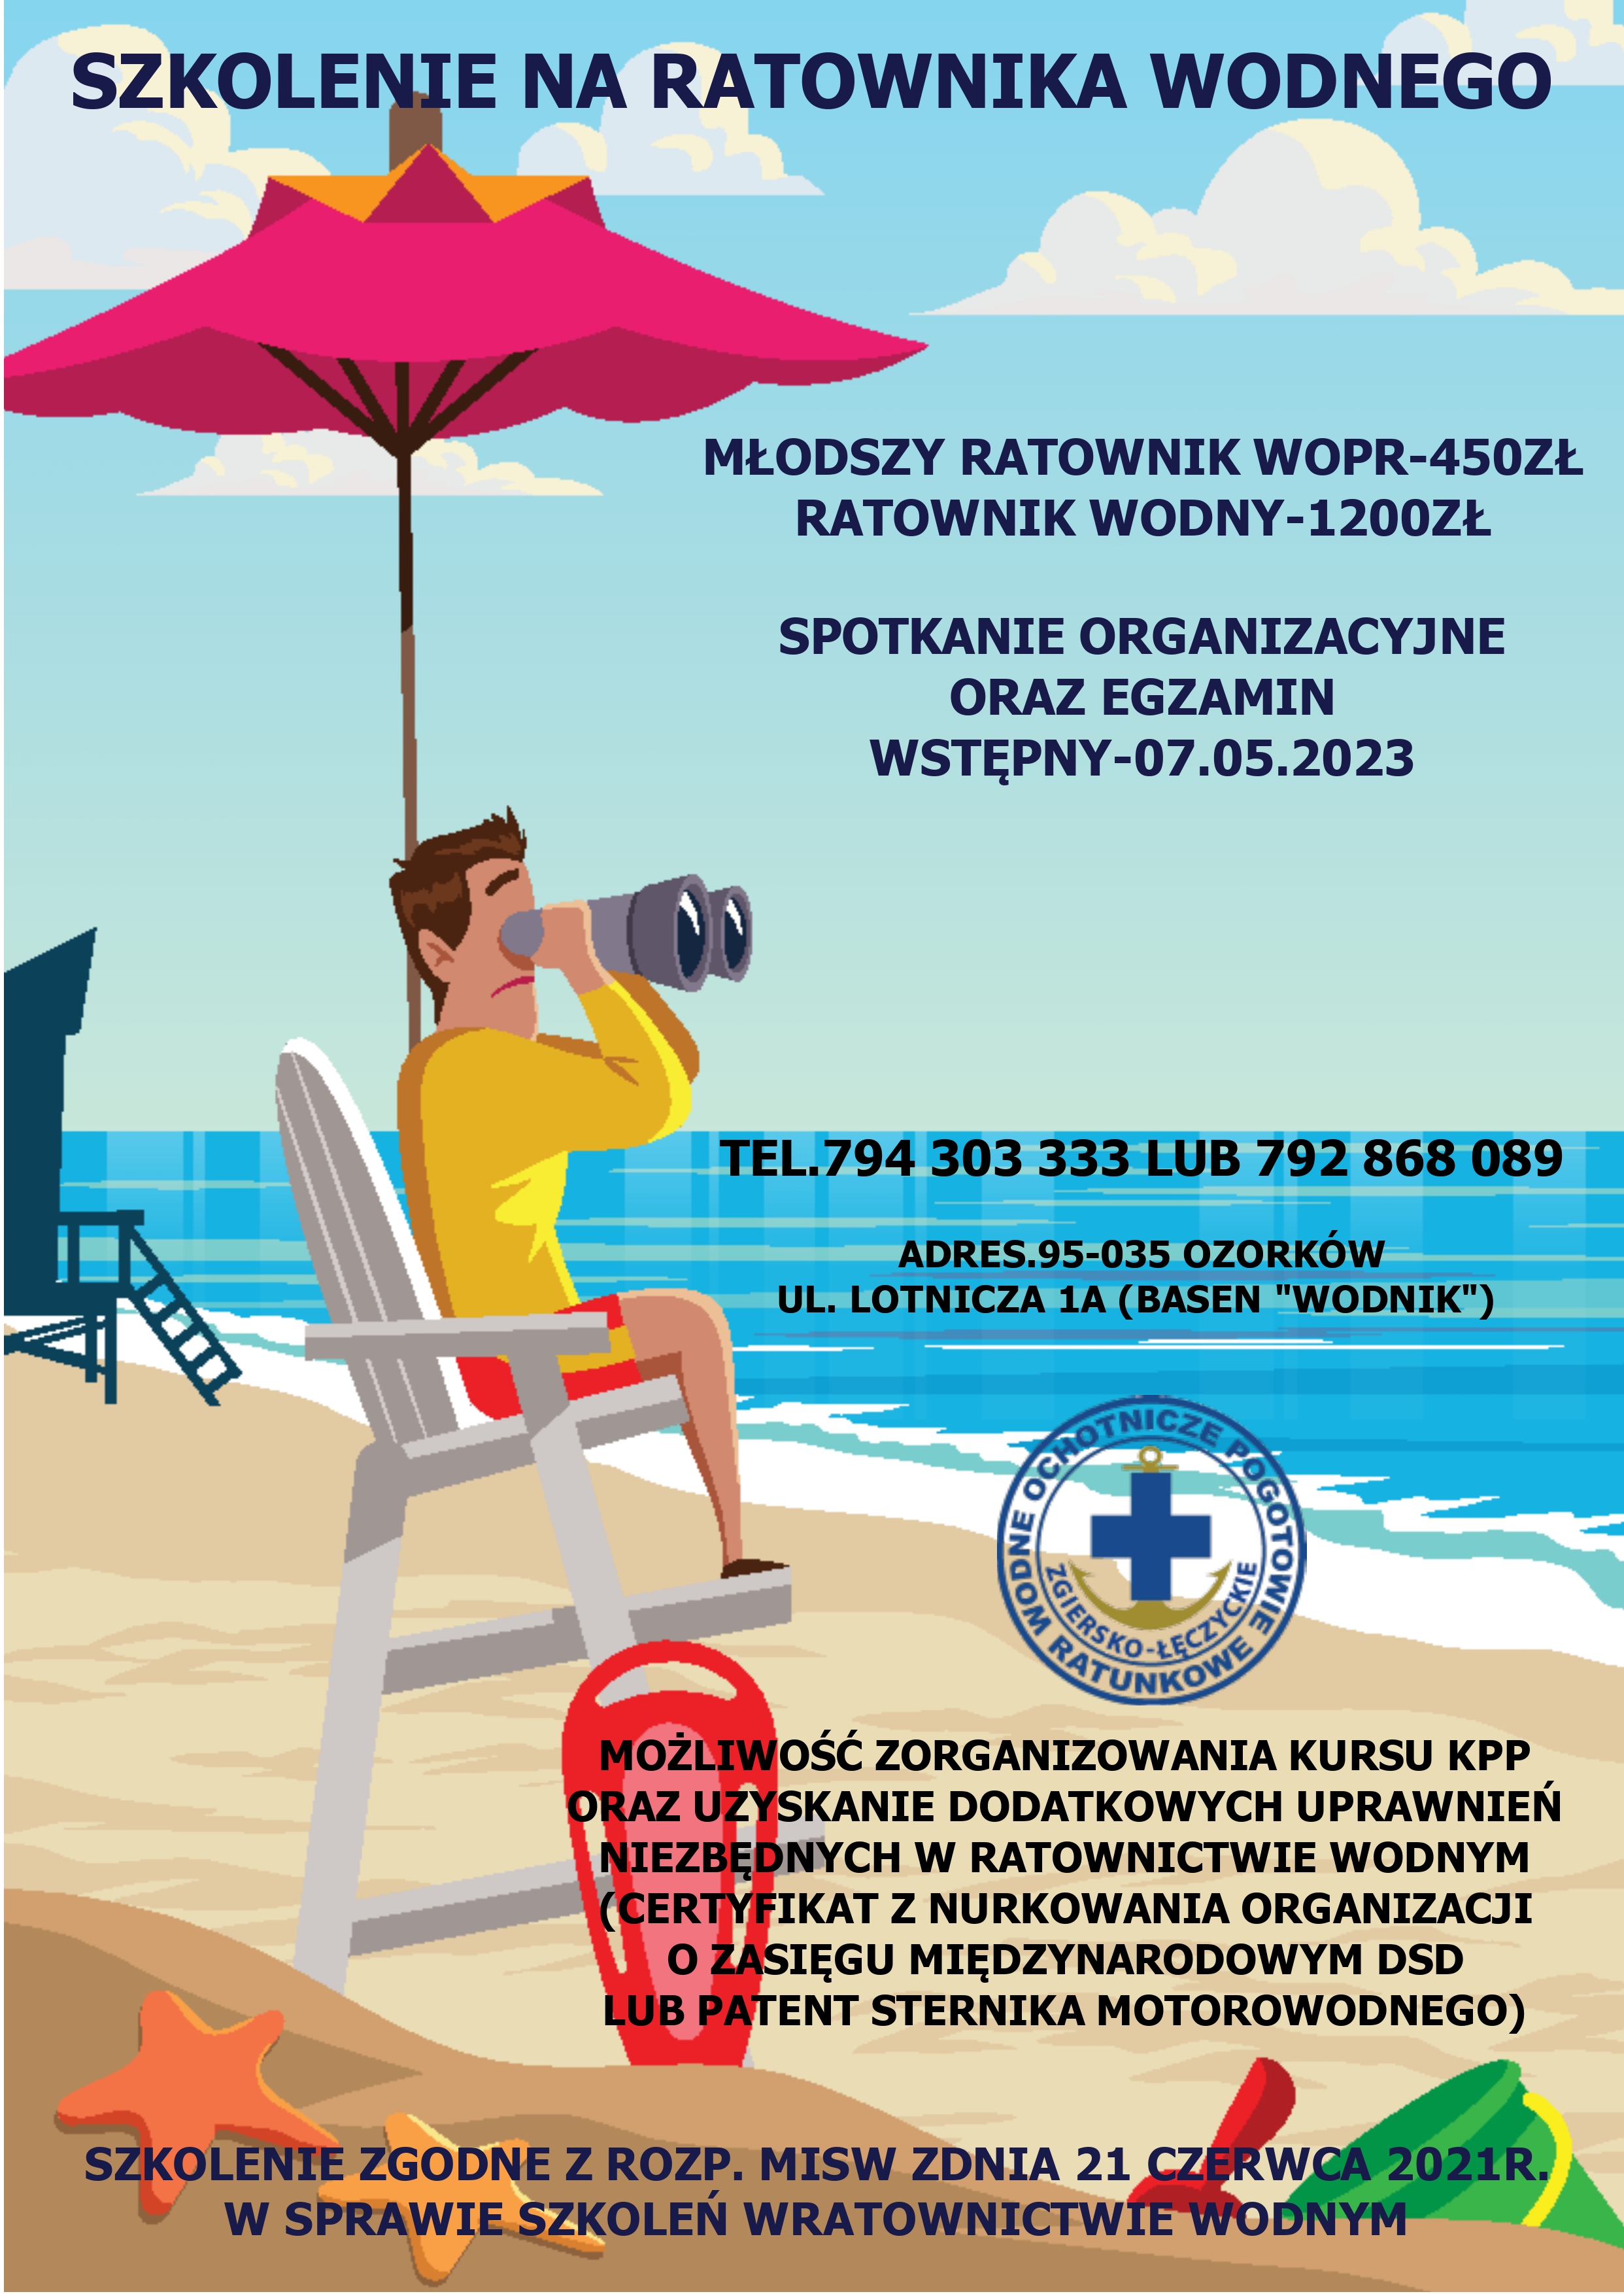 SZKOLENIE NA RATOWNIKA WODNEGO
MŁODSZY RATOWNIK WOPR-450ZŁ
RATOWNIK WODNY-1200ZŁ
SPOTKANIE ORGANIZACYJNE
ORAZ EGZAMIN
WSTĘPNY-07.05.2023
TEL.794 303 333 LUB 792 868 089
ADRES.95-035 OZORKÓW
UL. LOTNICZA 1A (BASEN "WODNIK")
WODNE OCHOTNICZE POGOTOWIE RATUNKOWE
ZGIERSKO-ŁĘCZYCKIE
MOŻLIWOŚĆ ZORGANIZOWANIA KURSU KPP
ORAZ UZYSKANIE DODATKOWYCH UPRAWNIEŃ
NIEZBĘDNYCH W RATOWNICTWIE WODNYM
(CERTYFIKAT Z NURKOWANIA ORGANIZACJI
O ZASIĘGU MIĘDZYNARODOWYM DSD
LUB PATENT STERNIKA MOTOROWODNEGO)
SZKOLENIE ZGODNE Z ROZP. MISW ZDNIA 21 CZERWCA 2021R.
W SPRAWIE SZKOLEŃ WRATOWNICTWIE WODNYM